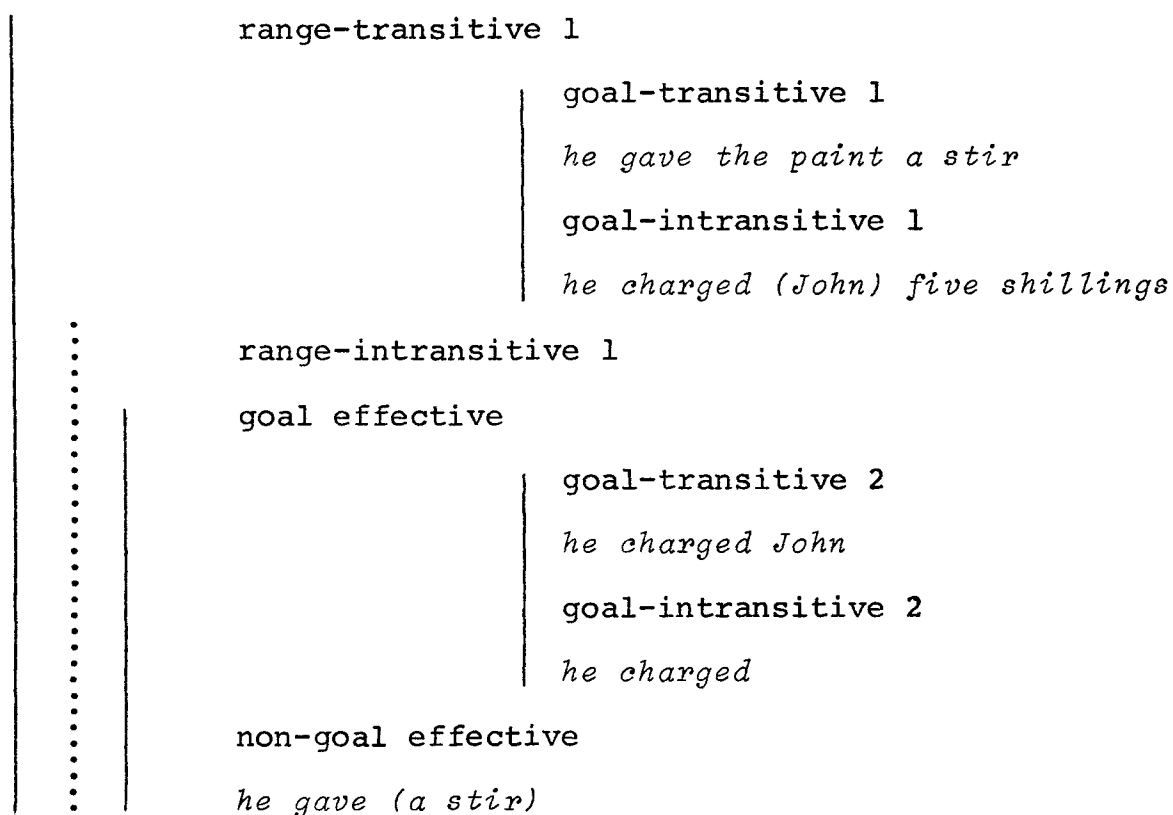 range-transitive 1
goal-transitive 1
he gave the paint a stir
goal-intransitive 1
he charged (John) five shillings
range-intransitive 1
goal effective
goal-transitive 2
he charged John
goal-intransitive 2
he charged
non-goal effective
he gave (a stir)